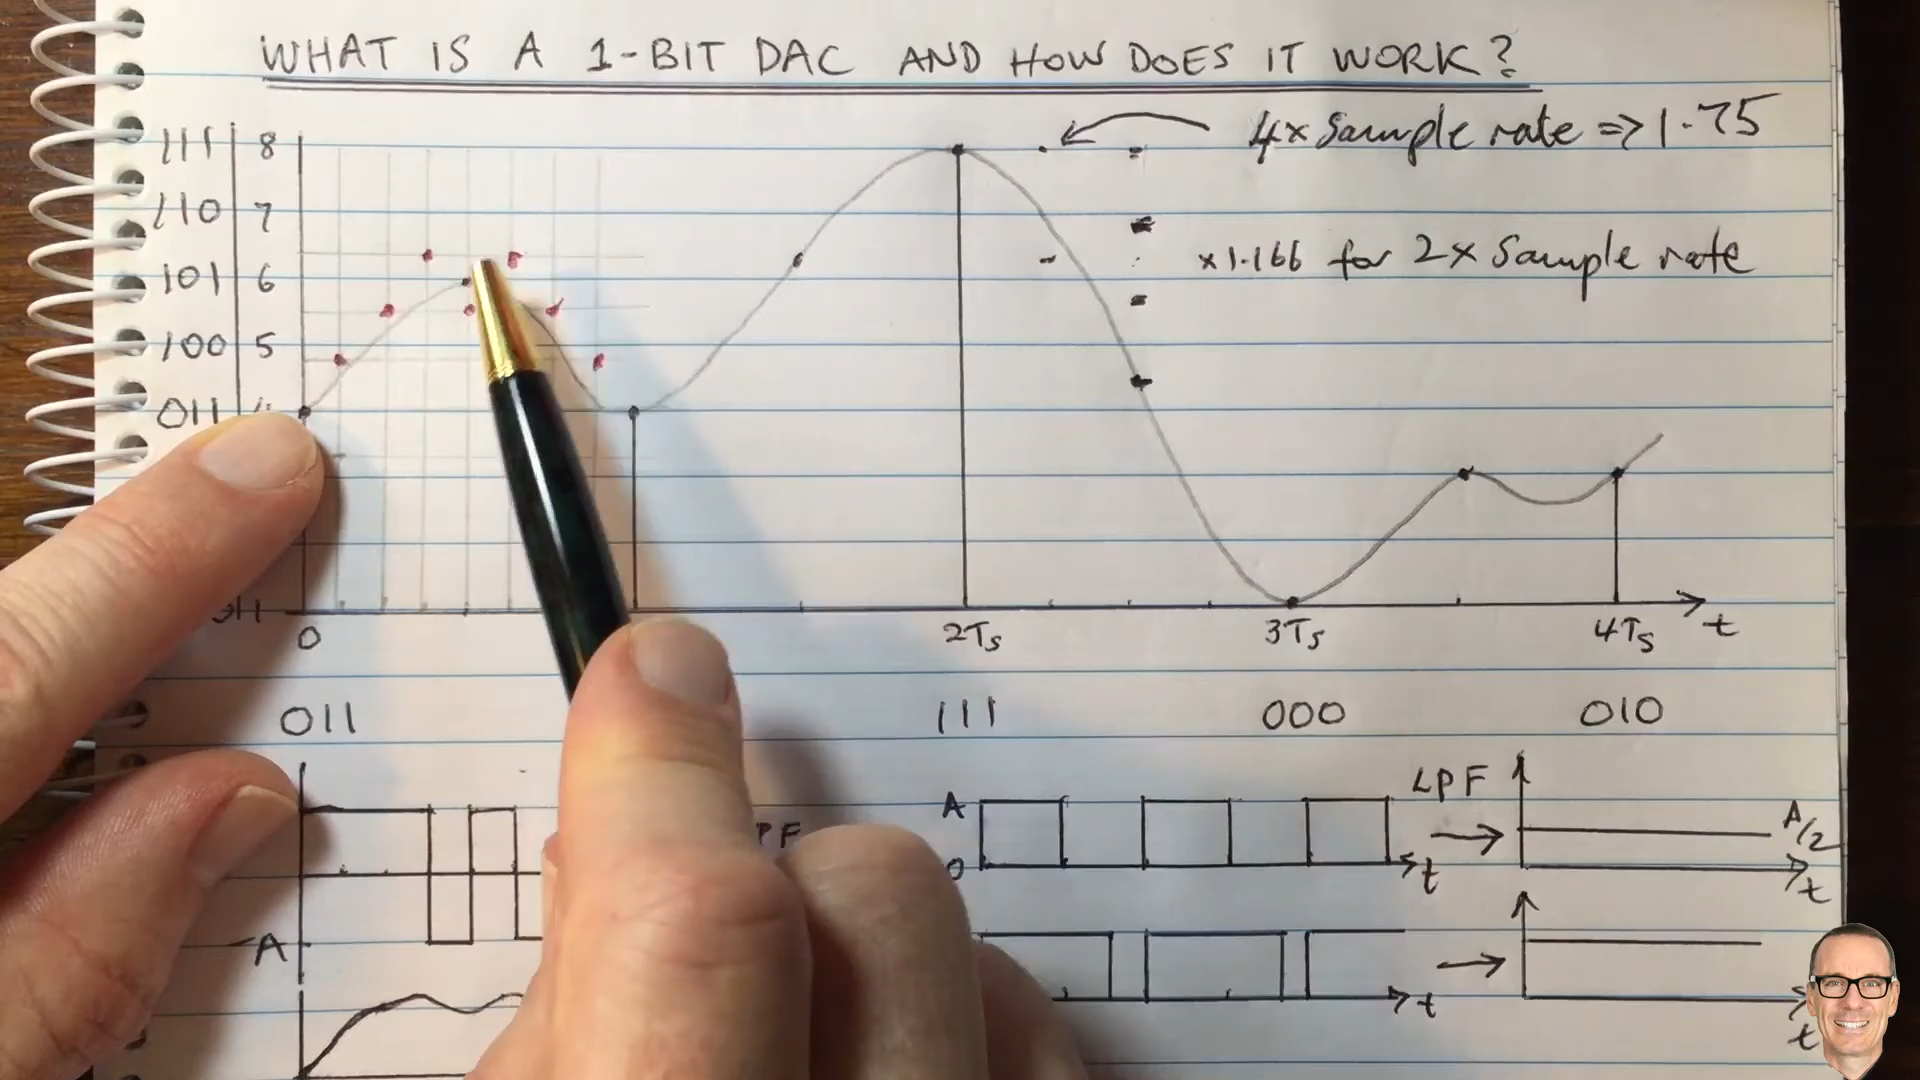 WHAT IS A 1-BIT DAC AND HOW DOES IT WORK?
4x Sample rate => 1.75
111 8
110 7
x1.166 for 2x Sample rate
101 6
100 5
011
0 2Ts 3Ts 4Ts t
011 111 000 010
A LPF A/2
0 t t
-A
t t